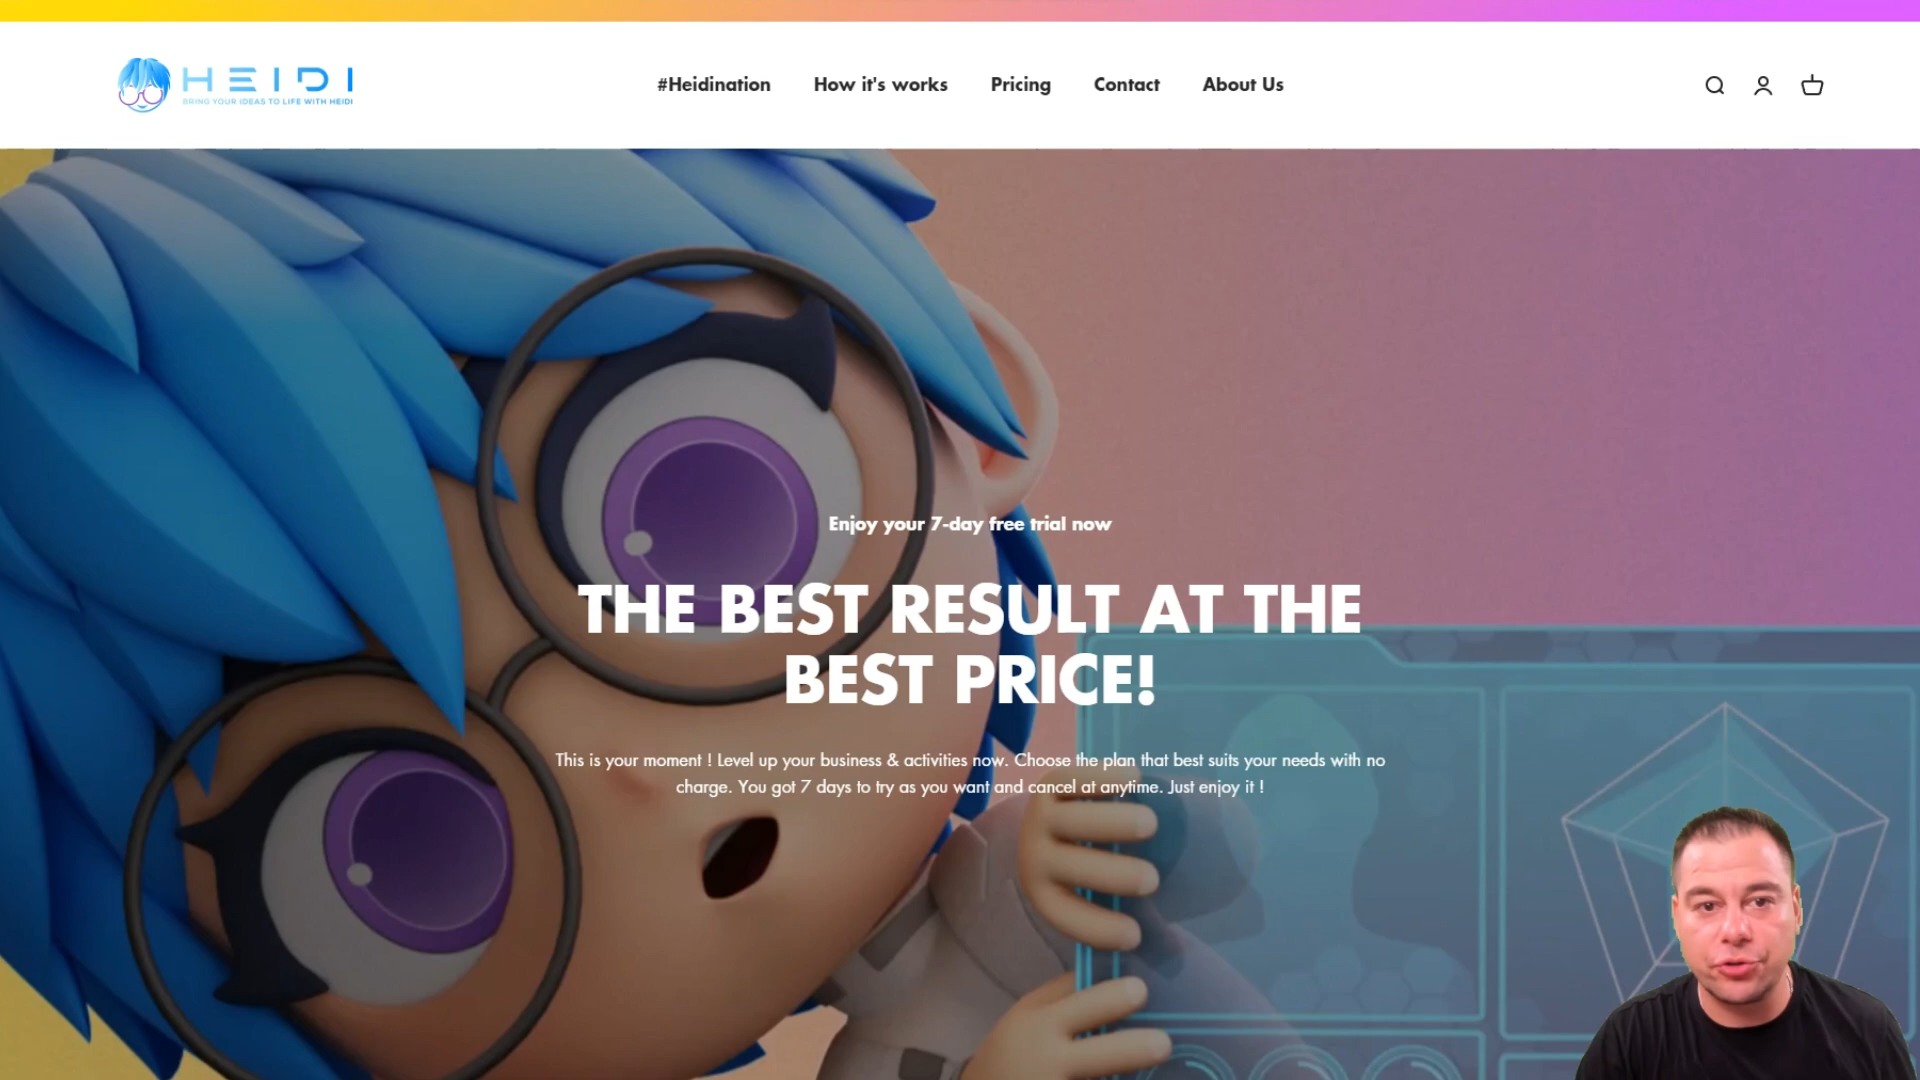 HEIDI
BRING YOUR IDEAS TO LIFE WITH HEIDI
#Heidination
How it's works
Pricing
Contact
About Us
Enjoy your 7-day free trial now
THE BEST RESULT AT THE
BEST PRICE!
This is your moment ! Level up your business & activities now. Choose the plan that best suits your needs with no
charge. You got 7 days to try as you want and cancel at anytime. Just enjoy it !